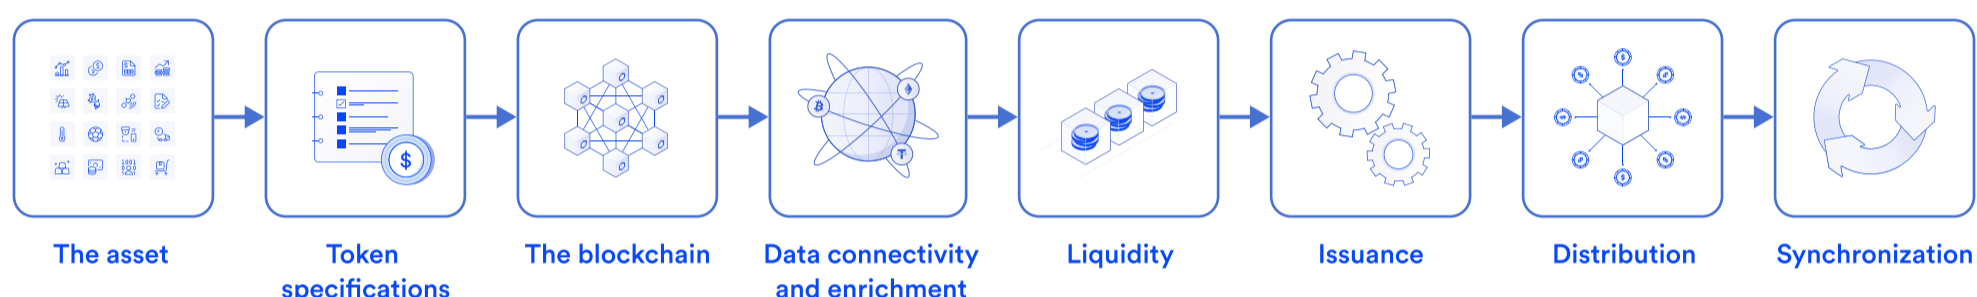 The asset
Token
specifications
The blockchain
Data connectivity
and enrichment
Liquidity
Issuance
Distribution
Synchronization